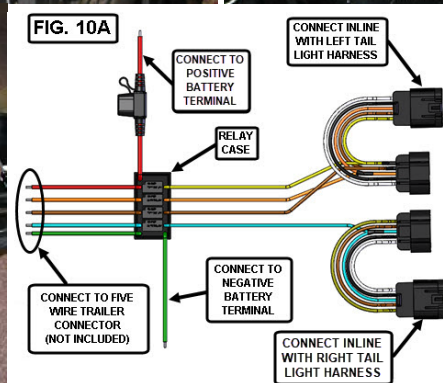 FIG. 10A
CONNECT TO
POSITIVE
BATTERY
TERMINAL
CONNECT INLINE
WITH LEFT TAIL
LIGHT HARNESS
RELAY
CASE
CONNECT TO FIVE
WIRE TRAILER
CONNECTOR
(NOT INCLUDED)
CONNECT TO
NEGATIVE
BATTERY
TERMINAL
CONNECT INLINE
WITH RIGHT TAIL
LIGHT HARNESS